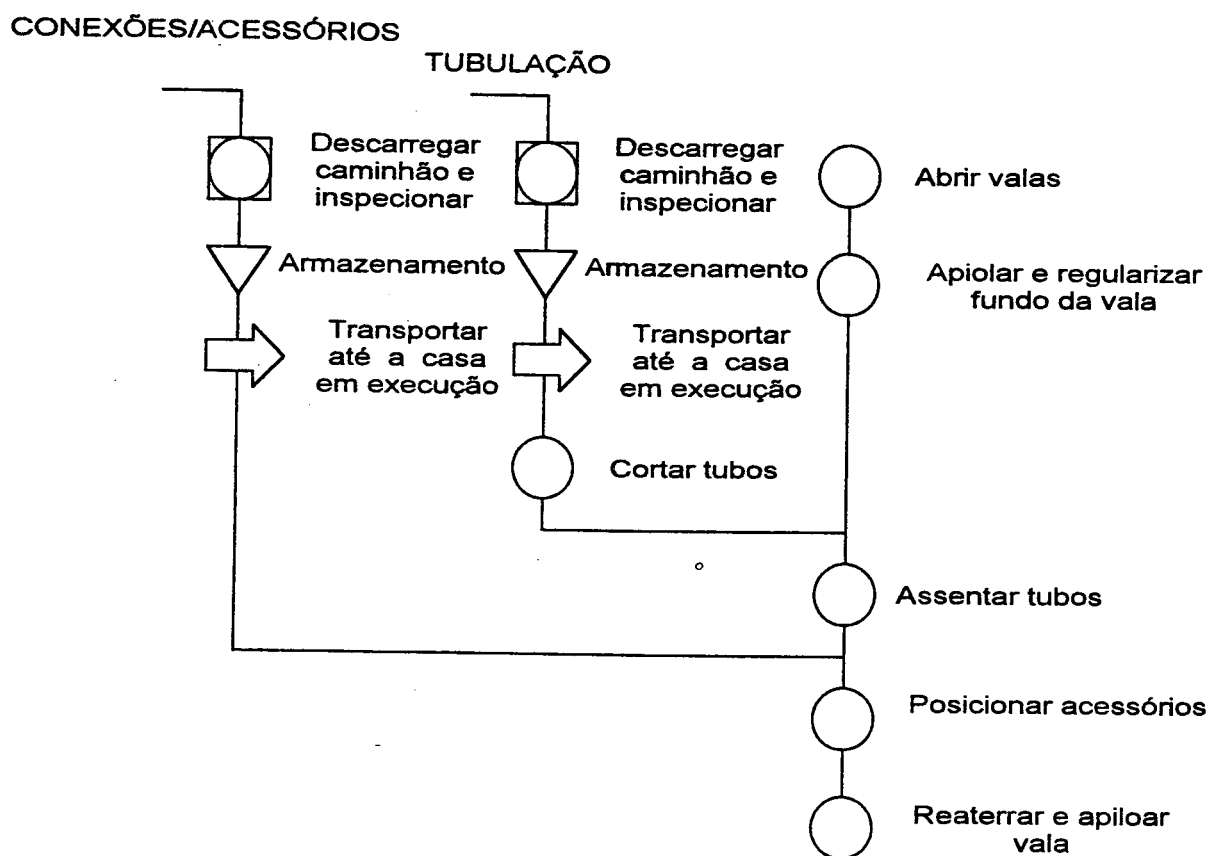 CONEXÕES/ACESSÓRIOS
TUBULAÇÃO
Descarregar
caminhão e
inspecionar
Descarregar
caminhão e
inspecionar
Abrir valas
Armazenamento
Armazenamento
Apiolar e regularizar
fundo da vala
Transportar
até a casa
em execução
Transportar
até a casa
em execução
Cortar tubos
Assentar tubos
Posicionar acessórios
Reaterrar e apiloar
vala